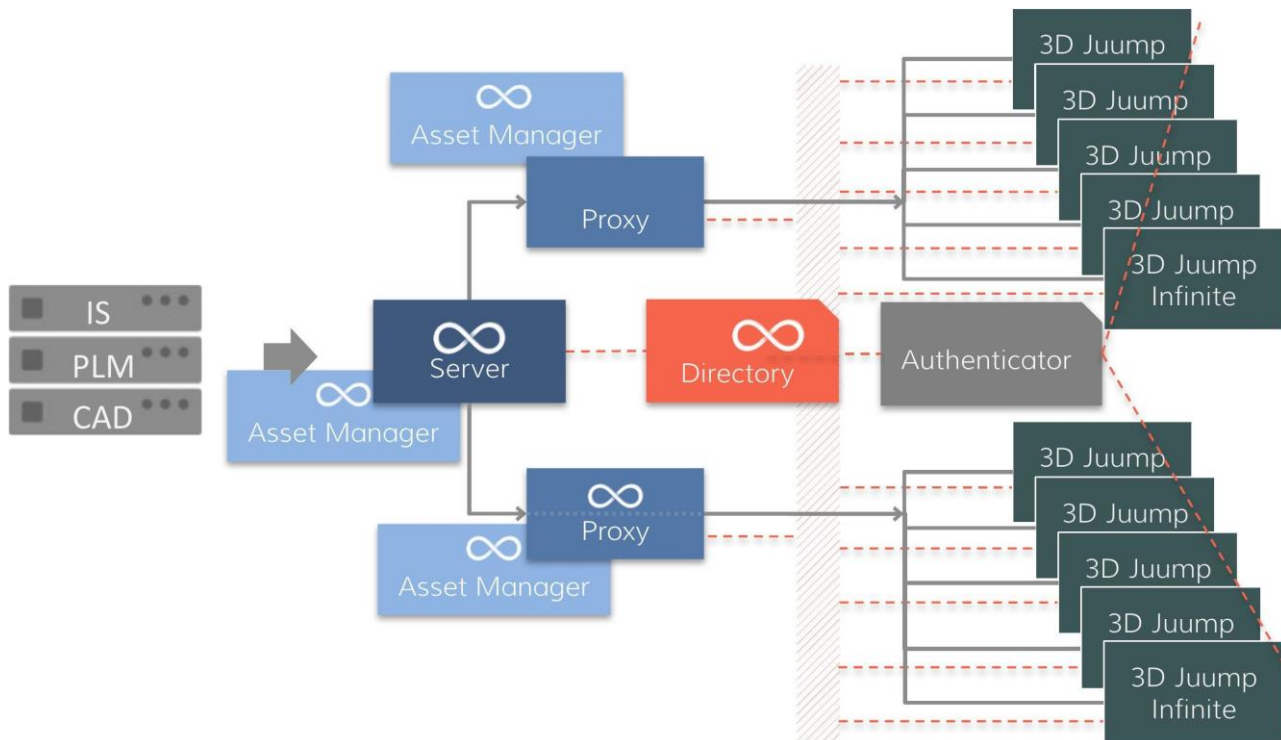 IS
PLM
CAD
Asset Manager
Proxy
Server
Asset Manager
Directory
Authenticator
Proxy
Asset Manager
3D Juump
3D Juump
3D Juump
3D Juump
3D Juump
Infinite
3D Juump
3D Juump
3D Juump
3D Juump
3D Juump
Infinite